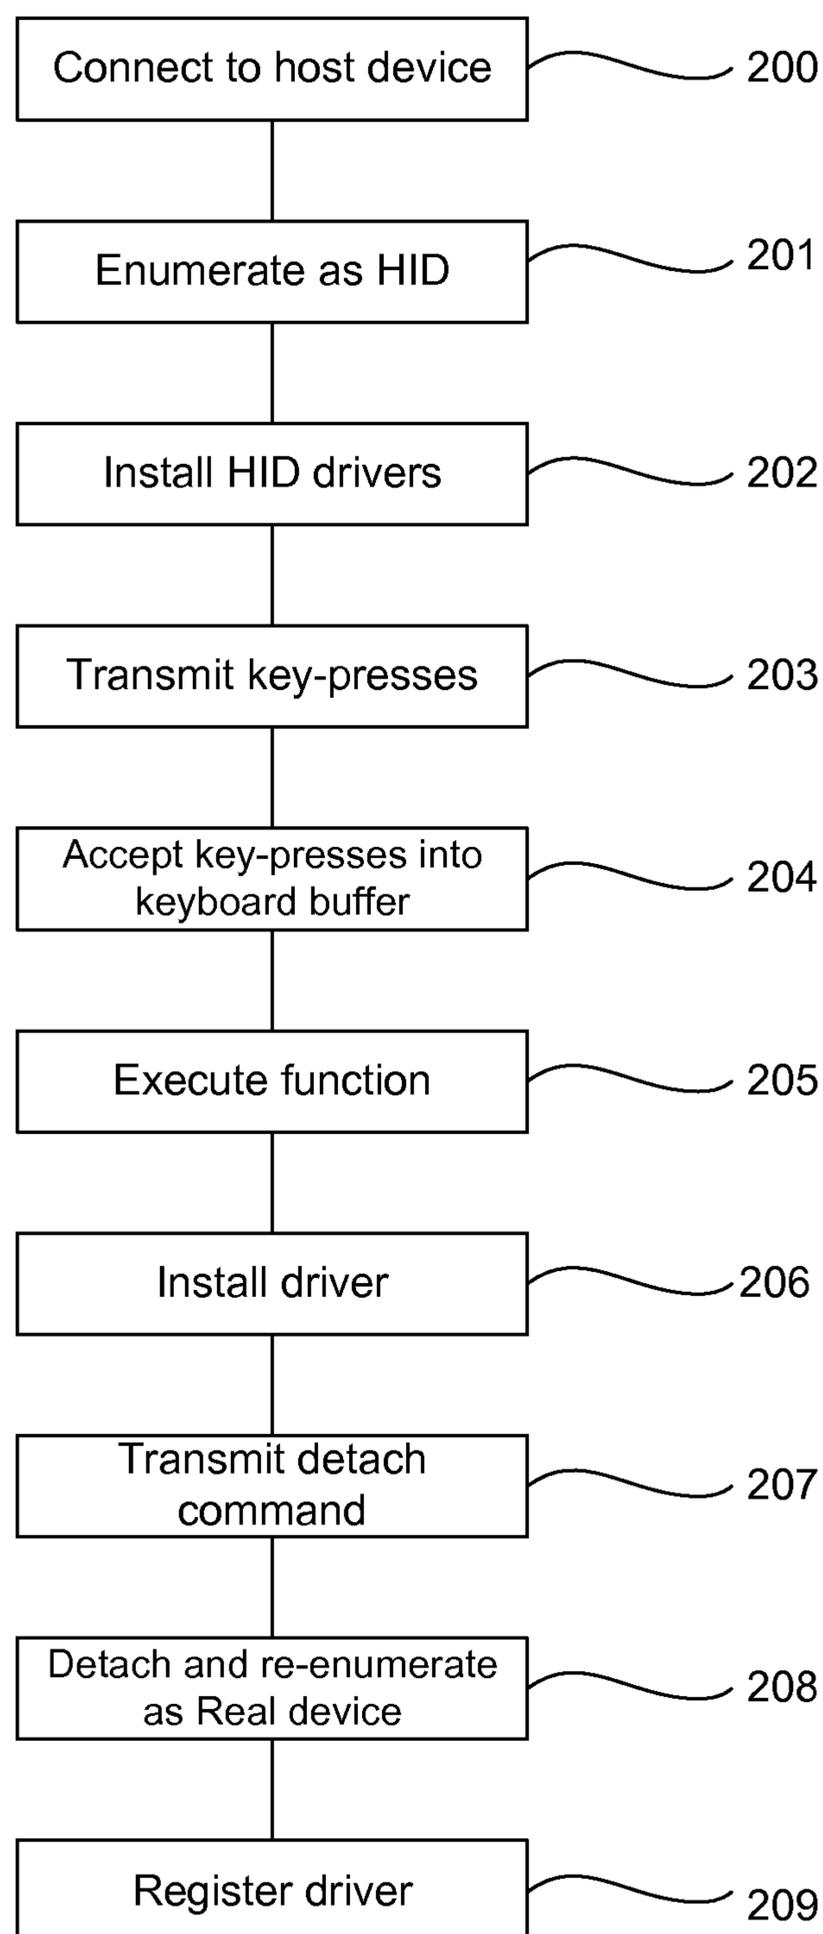 Connect to host device
200
Enumerate as HID
201
Install HID drivers
202
Transmit key-presses
203
Accept key-presses into
keyboard buffer
204
Execute function
205
Install driver
206
Transmit detach
command
207
Detach and re-enumerate
as Real device
208
Register driver
209